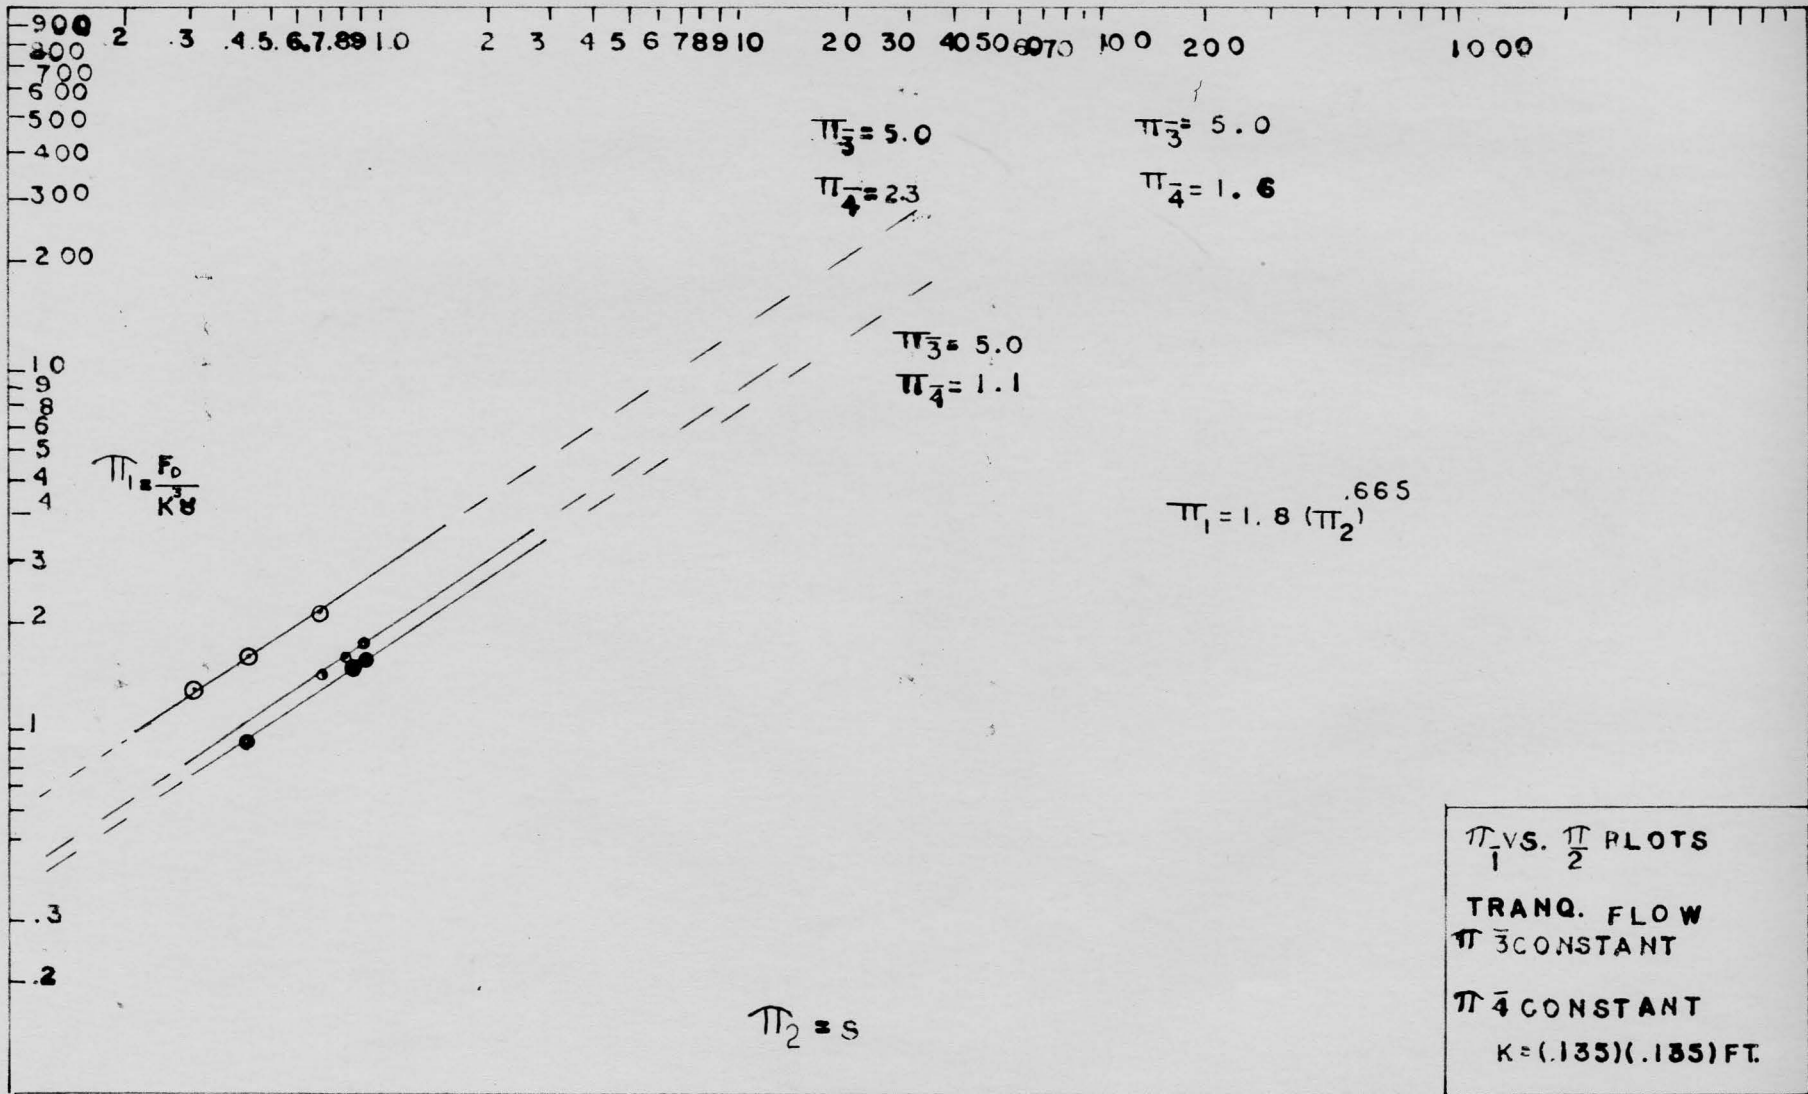 900
.2 .3 .4 .5 .6 .7 .8 9 1.0 2 3 4 5 6 7 8 9 10 20 30 40 50 60 70 100 200 1000
800
700
600
500
400
300
200
10
9
8
6
5
4
4
3
2
1
.3
.2
π3 = 5.0
π4 = 2.3
π3 = 5.0
π4 = 1.6
π3 = 5.0
π4 = 1.1
π1 = F_D / K³γ
π1 = 1.8 (π2)^.665
π2 = S
π1 VS. π2 PLOTS
TRANQ. FLOW
π3 CONSTANT
π4 CONSTANT
K = (.135)(.135) FT.